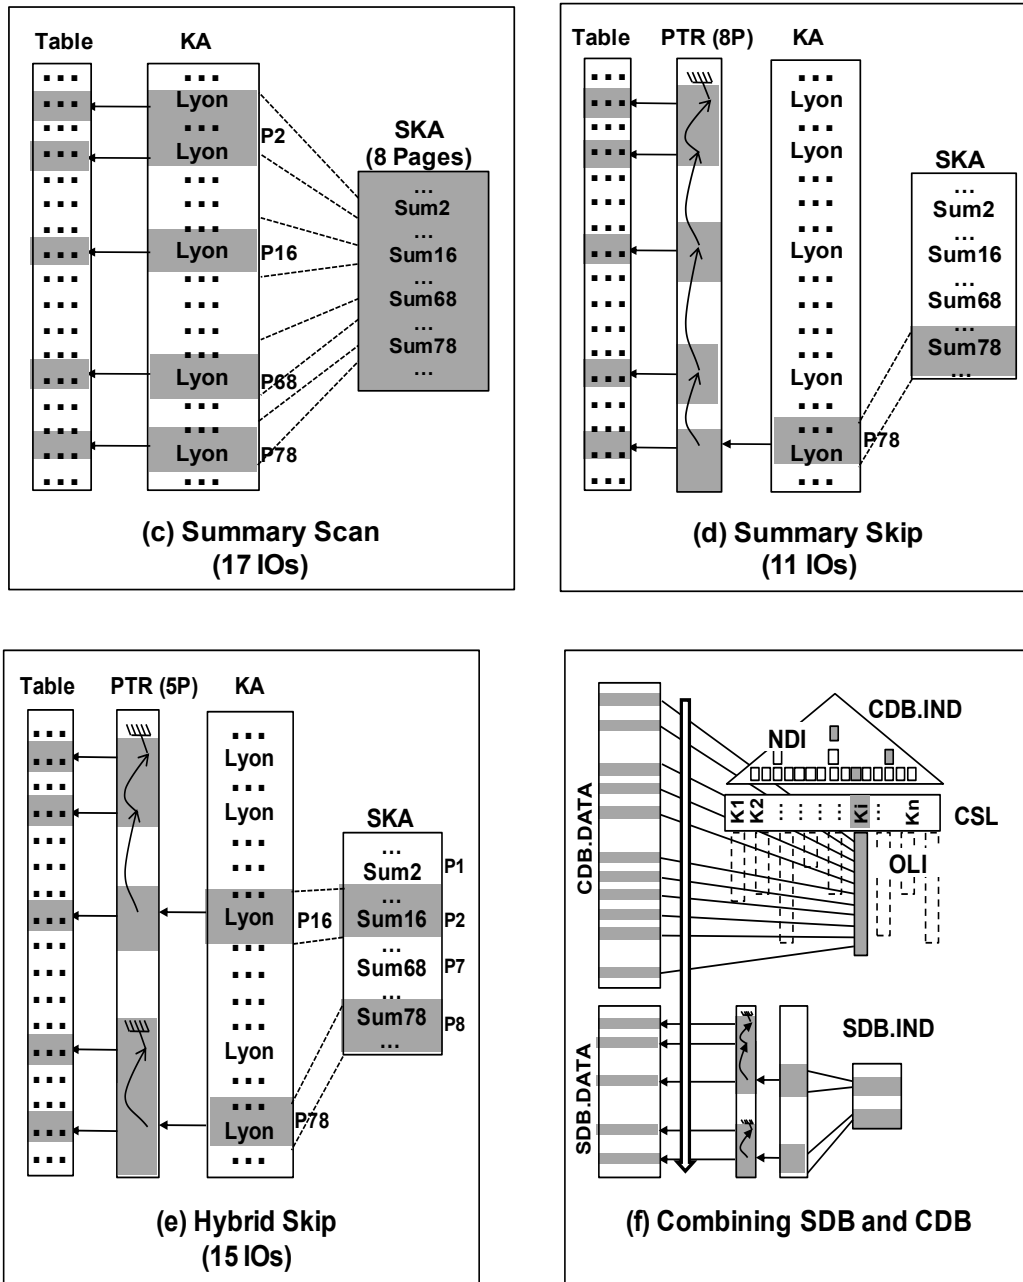 Table KA
...
Lyon
...
Lyon
...
...
...
Lyon
...
...
...
...
Lyon
...
Lyon
...
P2
P16
P68
P78
SKA
(8 Pages)
...
Sum2
...
Sum16
...
Sum68
...
Sum78
...
(c) Summary Scan
(17 IOs)
Table PTR (8P) KA
...
Lyon
...
Lyon
...
...
...
Lyon
...
...
...
...
Lyon
...
...
Lyon
...
P78
SKA
...
Sum2
...
Sum16
...
Sum68
...
Sum78
...
(d) Summary Skip
(11 IOs)
Table PTR (5P) KA
...
Lyon
...
Lyon
...
...
...
Lyon
...
...
...
...
Lyon
...
...
Lyon
...
P16
P78
SKA
...
Sum2 P1
...
Sum16 P2
...
Sum68 P7
...
Sum78 P8
...
(e) Hybrid Skip
(15 IOs)
CDB.DATA
CDB.IND
NDI
K1 K2 ... Ki ... Kn
CSL
OLI
SDB.DATA
SDB.IND
(f) Combining SDB and CDB